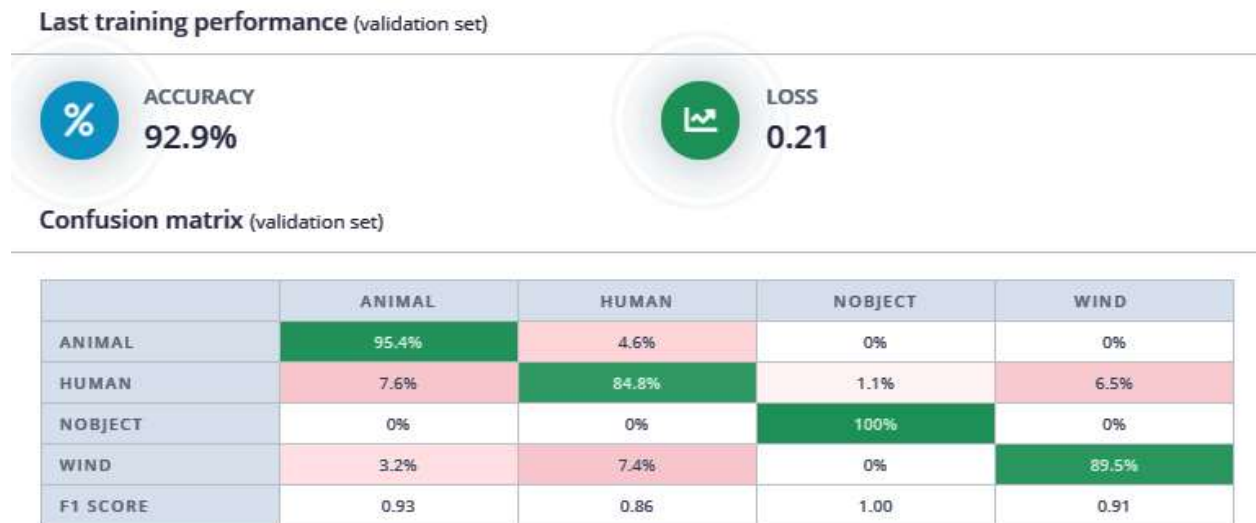 Last training performance (validation set)
% ACCURACY LOSS
92.9% 0.21
Confusion matrix (validation set)
ANIMAL HUMAN NOBJECT WIND
ANIMAL 95.4% 4.6% 0% 0%
HUMAN 7.6% 84.8% 1.1% 6.5%
NOBJECT 0% 0% 100% 0%
WIND 3.2% 7.4% 0% 89.5%
F1 SCORE 0.93 0.86 1.00 0.91